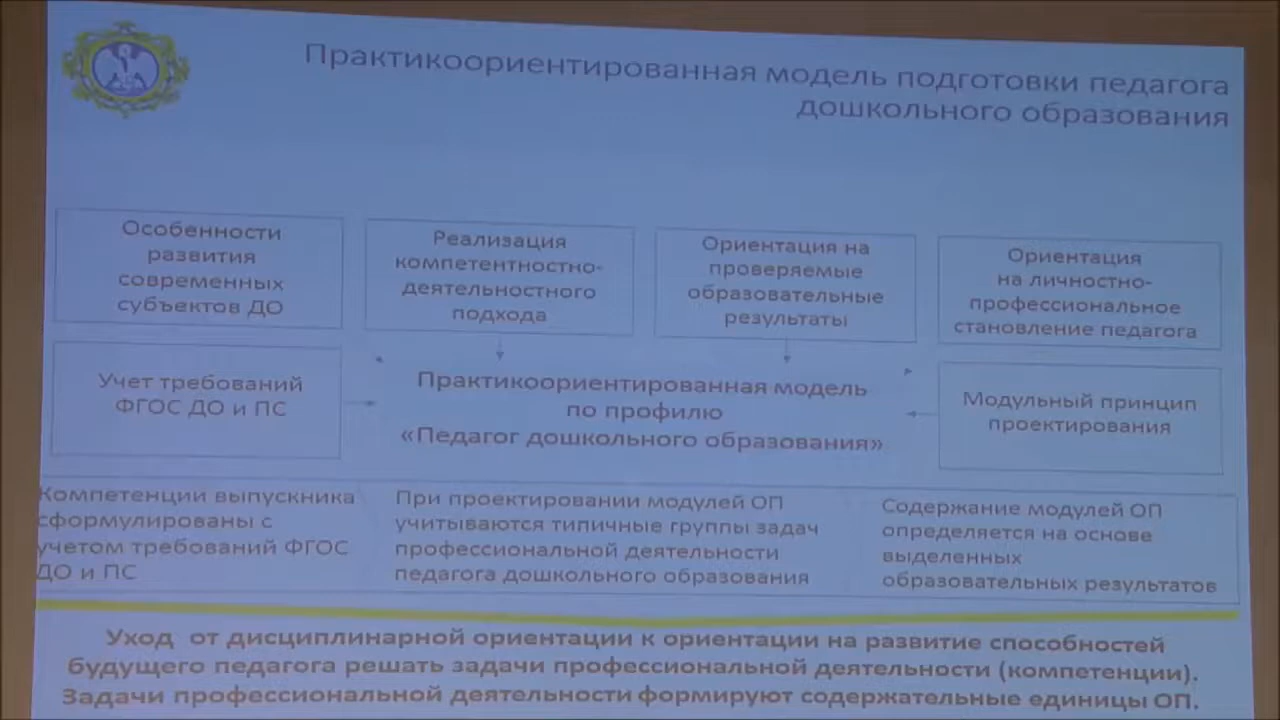 Практикоориентированная модель подготовки педагога
дошкольного образования
Особенности
развития
современных
субъектов ДО
Реализация
компетентностно-
деятельностного
подхода
Ориентация на
проверяемые
образовательные
результаты
Ориентация
на личностно-
профессиональное
становление педагога
Учет требований
ФГОС ДО и ПС
Практикоориентированная модель
по профилю
«Педагог дошкольного образования»
Модульный принцип
проектирования
Компетенции выпускника
сформулированы с
учетом требований ФГОС
ДО и ПС
При проектировании модулей ОП
учитываются типичные группы задач
профессиональной деятельности
педагога дошкольного образования
Содержание модулей ОП
определяется на основе
выделенных
образовательных результатов
Уход от дисциплинарной ориентации к ориентации на развитие способностей
будущего педагога решать задачи профессиональной деятельности (компетенции).
Задачи профессиональной деятельности формируют содержательные единицы ОП.